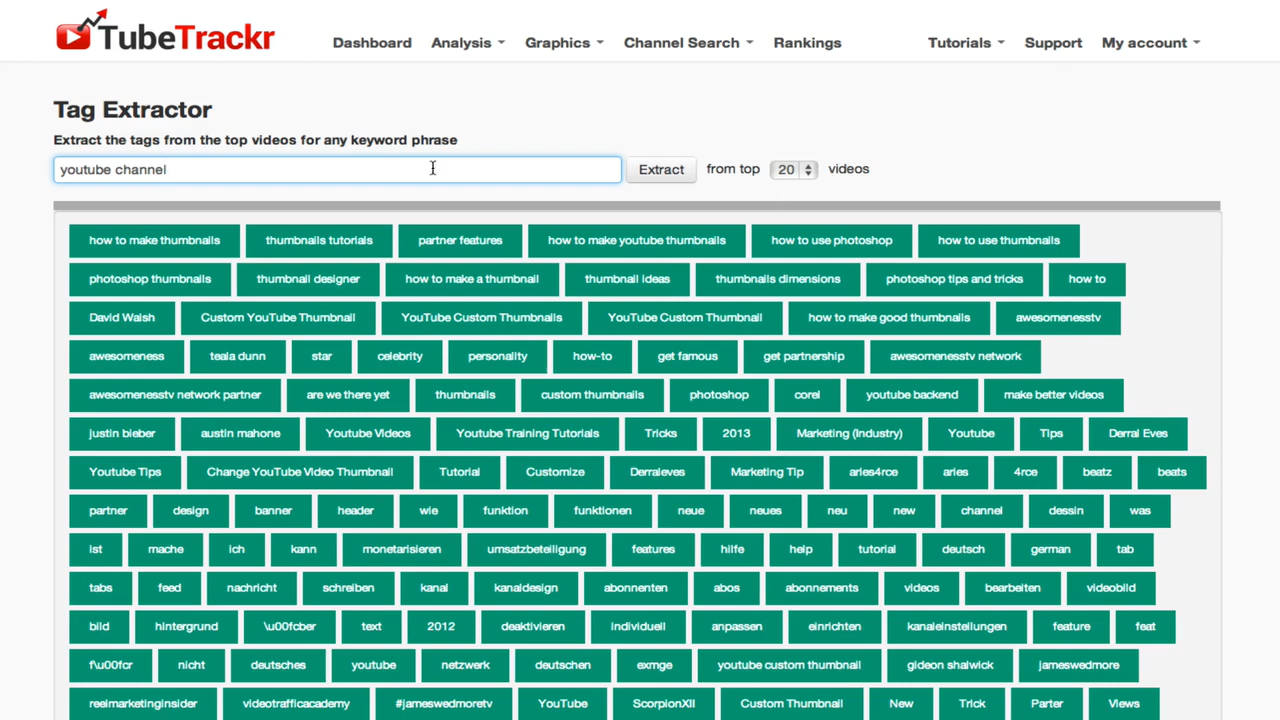 TubeTrackr
Dashboard Analysis Graphics Channel Search Rankings Tutorials Support My account
Tag Extractor
Extract the tags from the top videos for any keyword phrase
youtube channel Extract from top 20 videos
how to make thumbnails thumbnails tutorials partner features how to make youtube thumbnails how to use photoshop how to use thumbnails
photoshop thumbnails thumbnail designer how to make a thumbnail thumbnail ideas thumbnails dimensions photoshop tips and tricks how to
David Walsh Custom YouTube Thumbnail YouTube Custom Thumbnails YouTube Custom Thumbnail how to make good thumbnails awesomenesstv
awesomeness teala dunn star celebrity personality how-to get famous get partnership awesomenesstv network
awesomenesstv network partner are we there yet thumbnails custom thumbnails photoshop corel youtube backend make better videos
justin bieber austin mahone Youtube Videos Youtube Training Tutorials Tricks 2013 Marketing (Industry) Youtube Tips Derral Eves
Youtube Tips Change YouTube Video Thumbnail Tutorial Customize Derraleves Marketing Tip aries4rce aries 4rce beatz beats
partner design banner header wie funktion funktionen neue neues neu new channel dessin was
ist mache ich kann monetarisieren umsatzbeteiligung features hilfe help tutorial deutsch german tab
tabs feed nachricht schreiben kanal kanaldesign abonnenten abos abonnements videos bearbeiten videobild
bild hintergrund \u00fcber text 2012 deaktivieren individuell anpassen einrichten kanaleinstellungen feature feat
f\u00fcr nicht deutsches youtube netzwerk deutschen exmge youtube custom thumbnail gideon shalwick jameswedmore
reelmarketinginsider videotrafficacademy #jameswedmoretv YouTube ScorpionXII Custom Thumbnail New Trick Parter Views